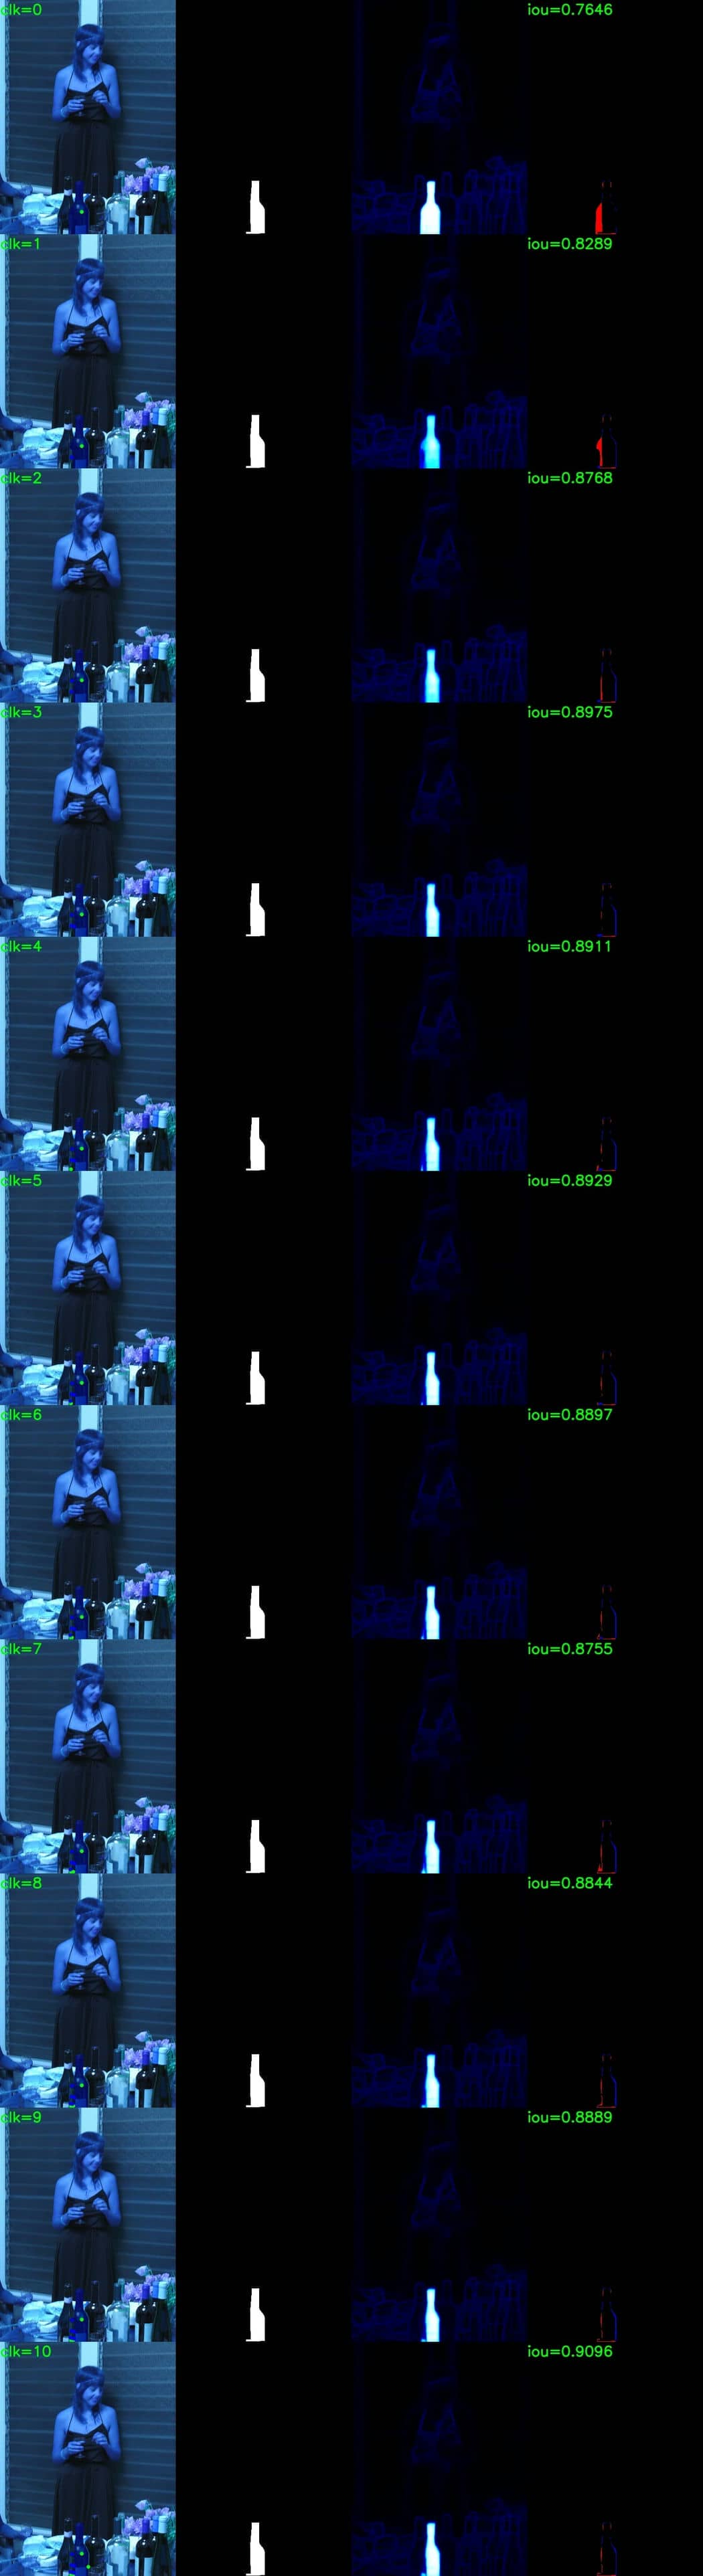 clk=0 iou=0.7646
clk=1 iou=0.8289
clk=2 iou=0.8768
clk=3 iou=0.8975
clk=4 iou=0.8911
clk=5 iou=0.8929
clk=6 iou=0.8897
clk=7 iou=0.8755
clk=8 iou=0.8844
clk=9 iou=0.8889
clk=10 iou=0.9096